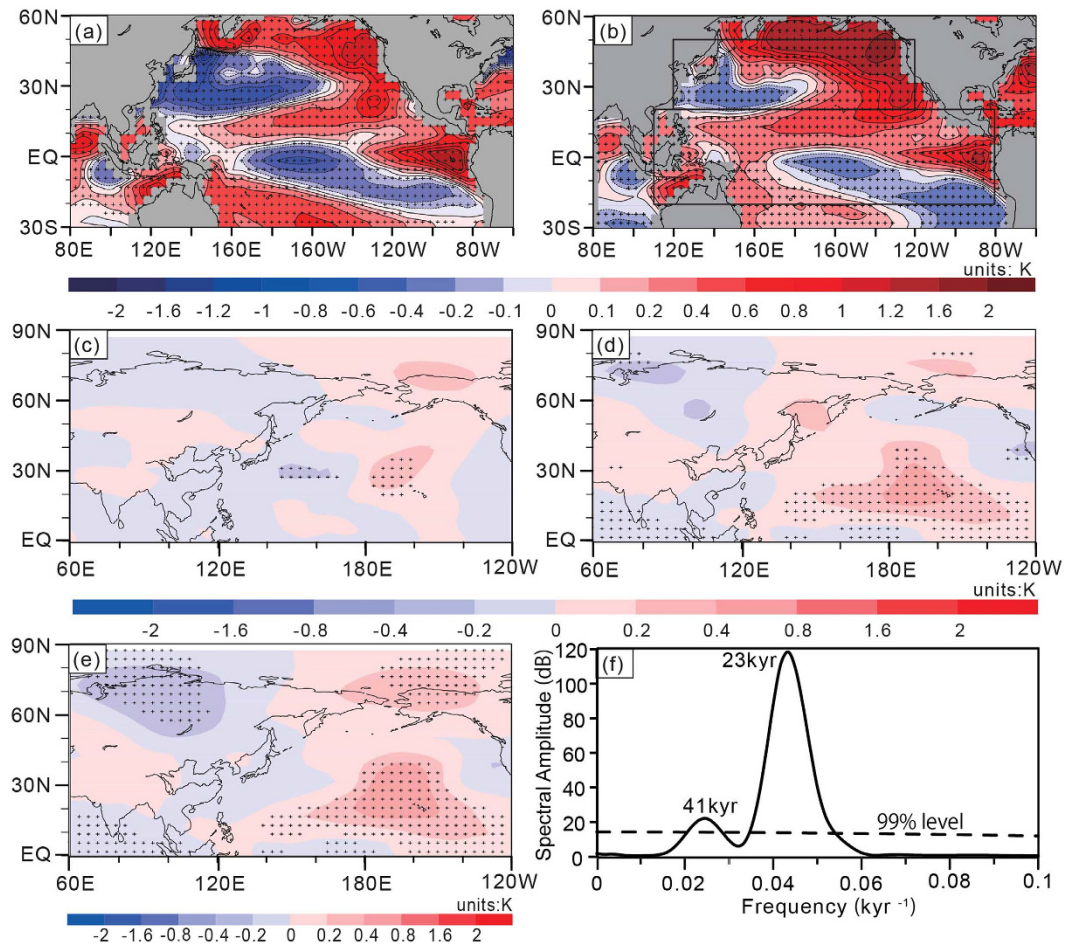 (a) (b)
60N 60N
30N 30N
EQ EQ
30S 30S
80E 120E 160E 160W 120W 80W 80E 120E 160E 160W 120W 80W
units: K
-2 -1.6 -1.2 -1 -0.8 -0.6 -0.4 -0.2 -0.1 0 0.1 0.2 0.4 0.6 0.8 1 1.2 1.6 2
(c) (d)
90N 90N
60N 60N
30N 30N
EQ EQ
60E 120E 180E 120W 60E 120E 180E 120W
units:K
-2 -1.6 -0.8 -0.4 -0.2 0 0.2 0.4 0.8 1.6 2
(e)
90N
60N
30N
EQ
60E 120E 180E 120W
units:K
-2 -1.6 -0.8 -0.4 -0.2 0 0.2 0.4 0.8 1.6 2
(f)
Spectral Amplitude (dB)
120
100
80
60
40
20
0
23kyr
41kyr
99% level
0 0.02 0.04 0.06 0.08 0.1
Frequency (kyr⁻¹)